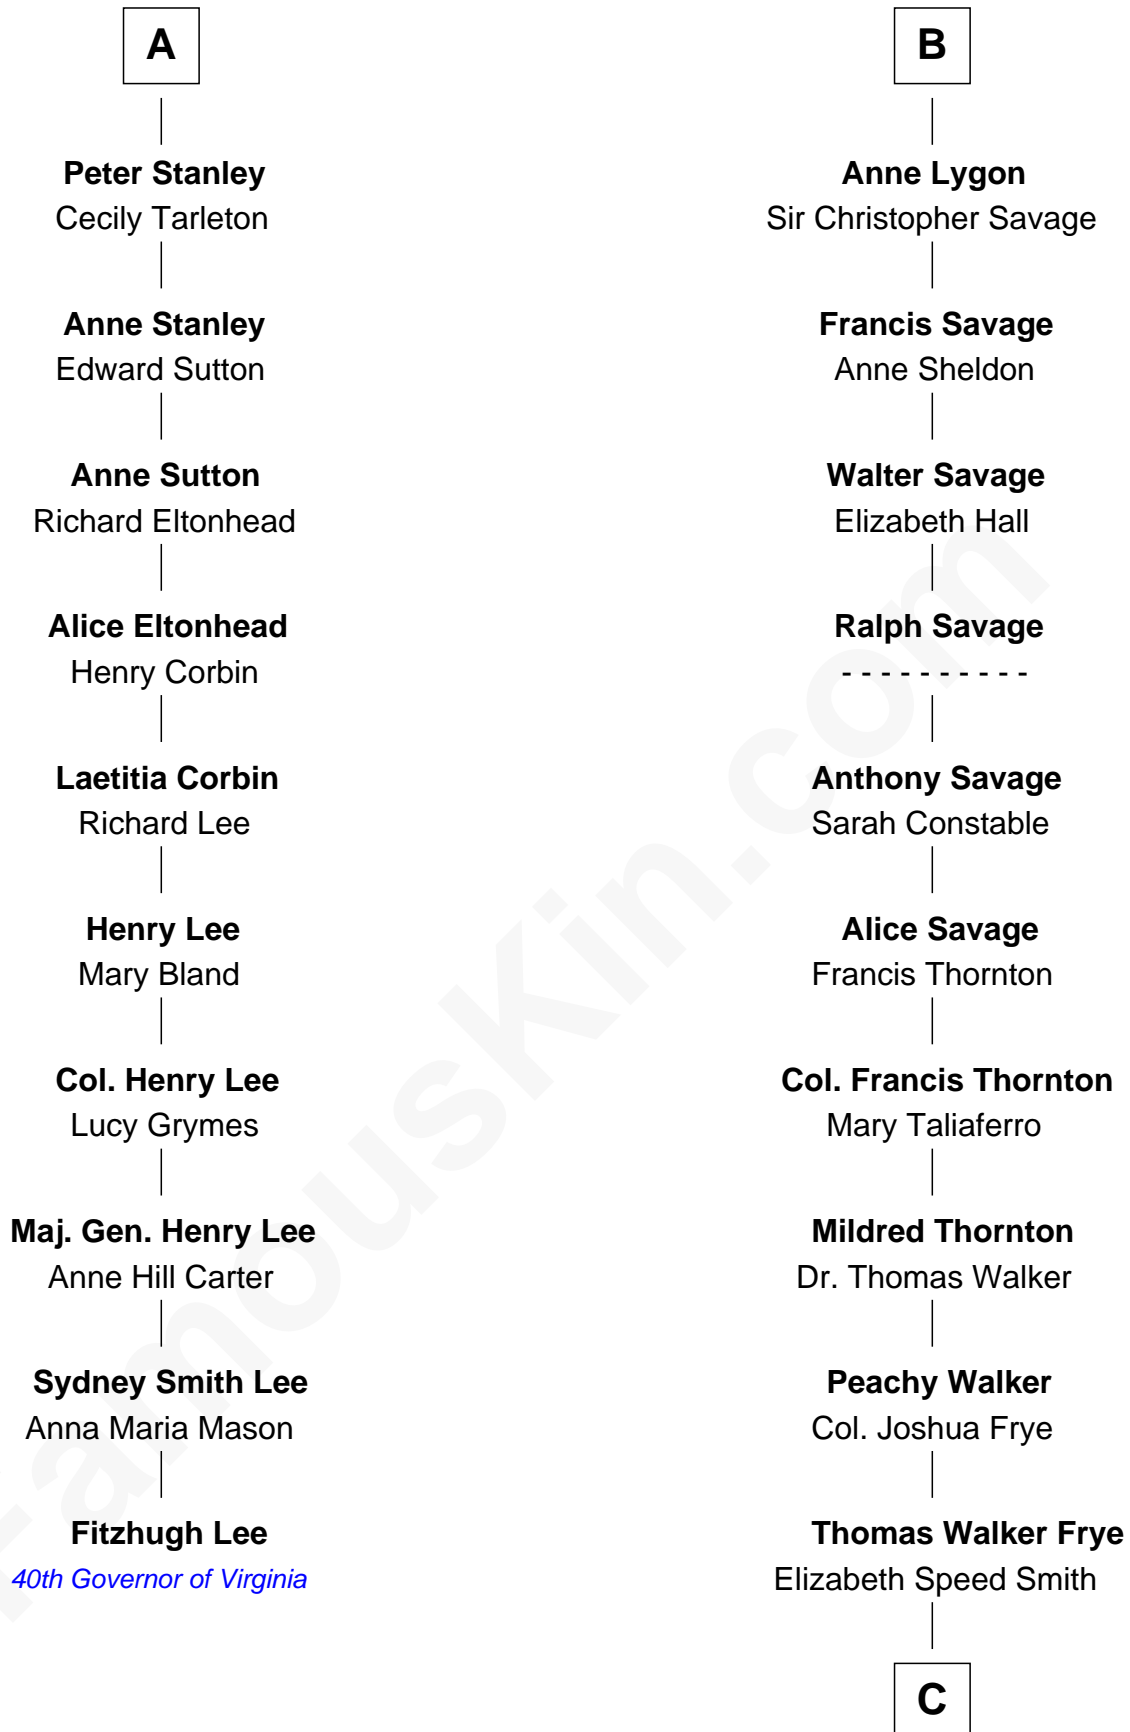 A
Peter Stanley
Cecily Tarleton
Anne Stanley
Edward Sutton
Anne Sutton
Richard Eltonhead
Alice Eltonhead
Henry Corbin
Laetitia Corbin
Richard Lee
Henry Lee
Mary Bland
Col. Henry Lee
Lucy Grymes
Maj. Gen. Henry Lee
Anne Hill Carter
Sydney Smith Lee
Anna Maria Mason
Fitzhugh Lee
40th Governor of Virginia
B
Anne Lygon
Sir Christopher Savage
Francis Savage
Anne Sheldon
Walter Savage
Elizabeth Hall
Ralph Savage
- - - - - - - - - -
Anthony Savage
Sarah Constable
Alice Savage
Francis Thornton
Col. Francis Thornton
Mary Taliaferro
Mildred Thornton
Dr. Thomas Walker
Peachy Walker
Col. Joshua Frye
Thomas Walker Frye
Elizabeth Speed Smith
C
FamousKin.com